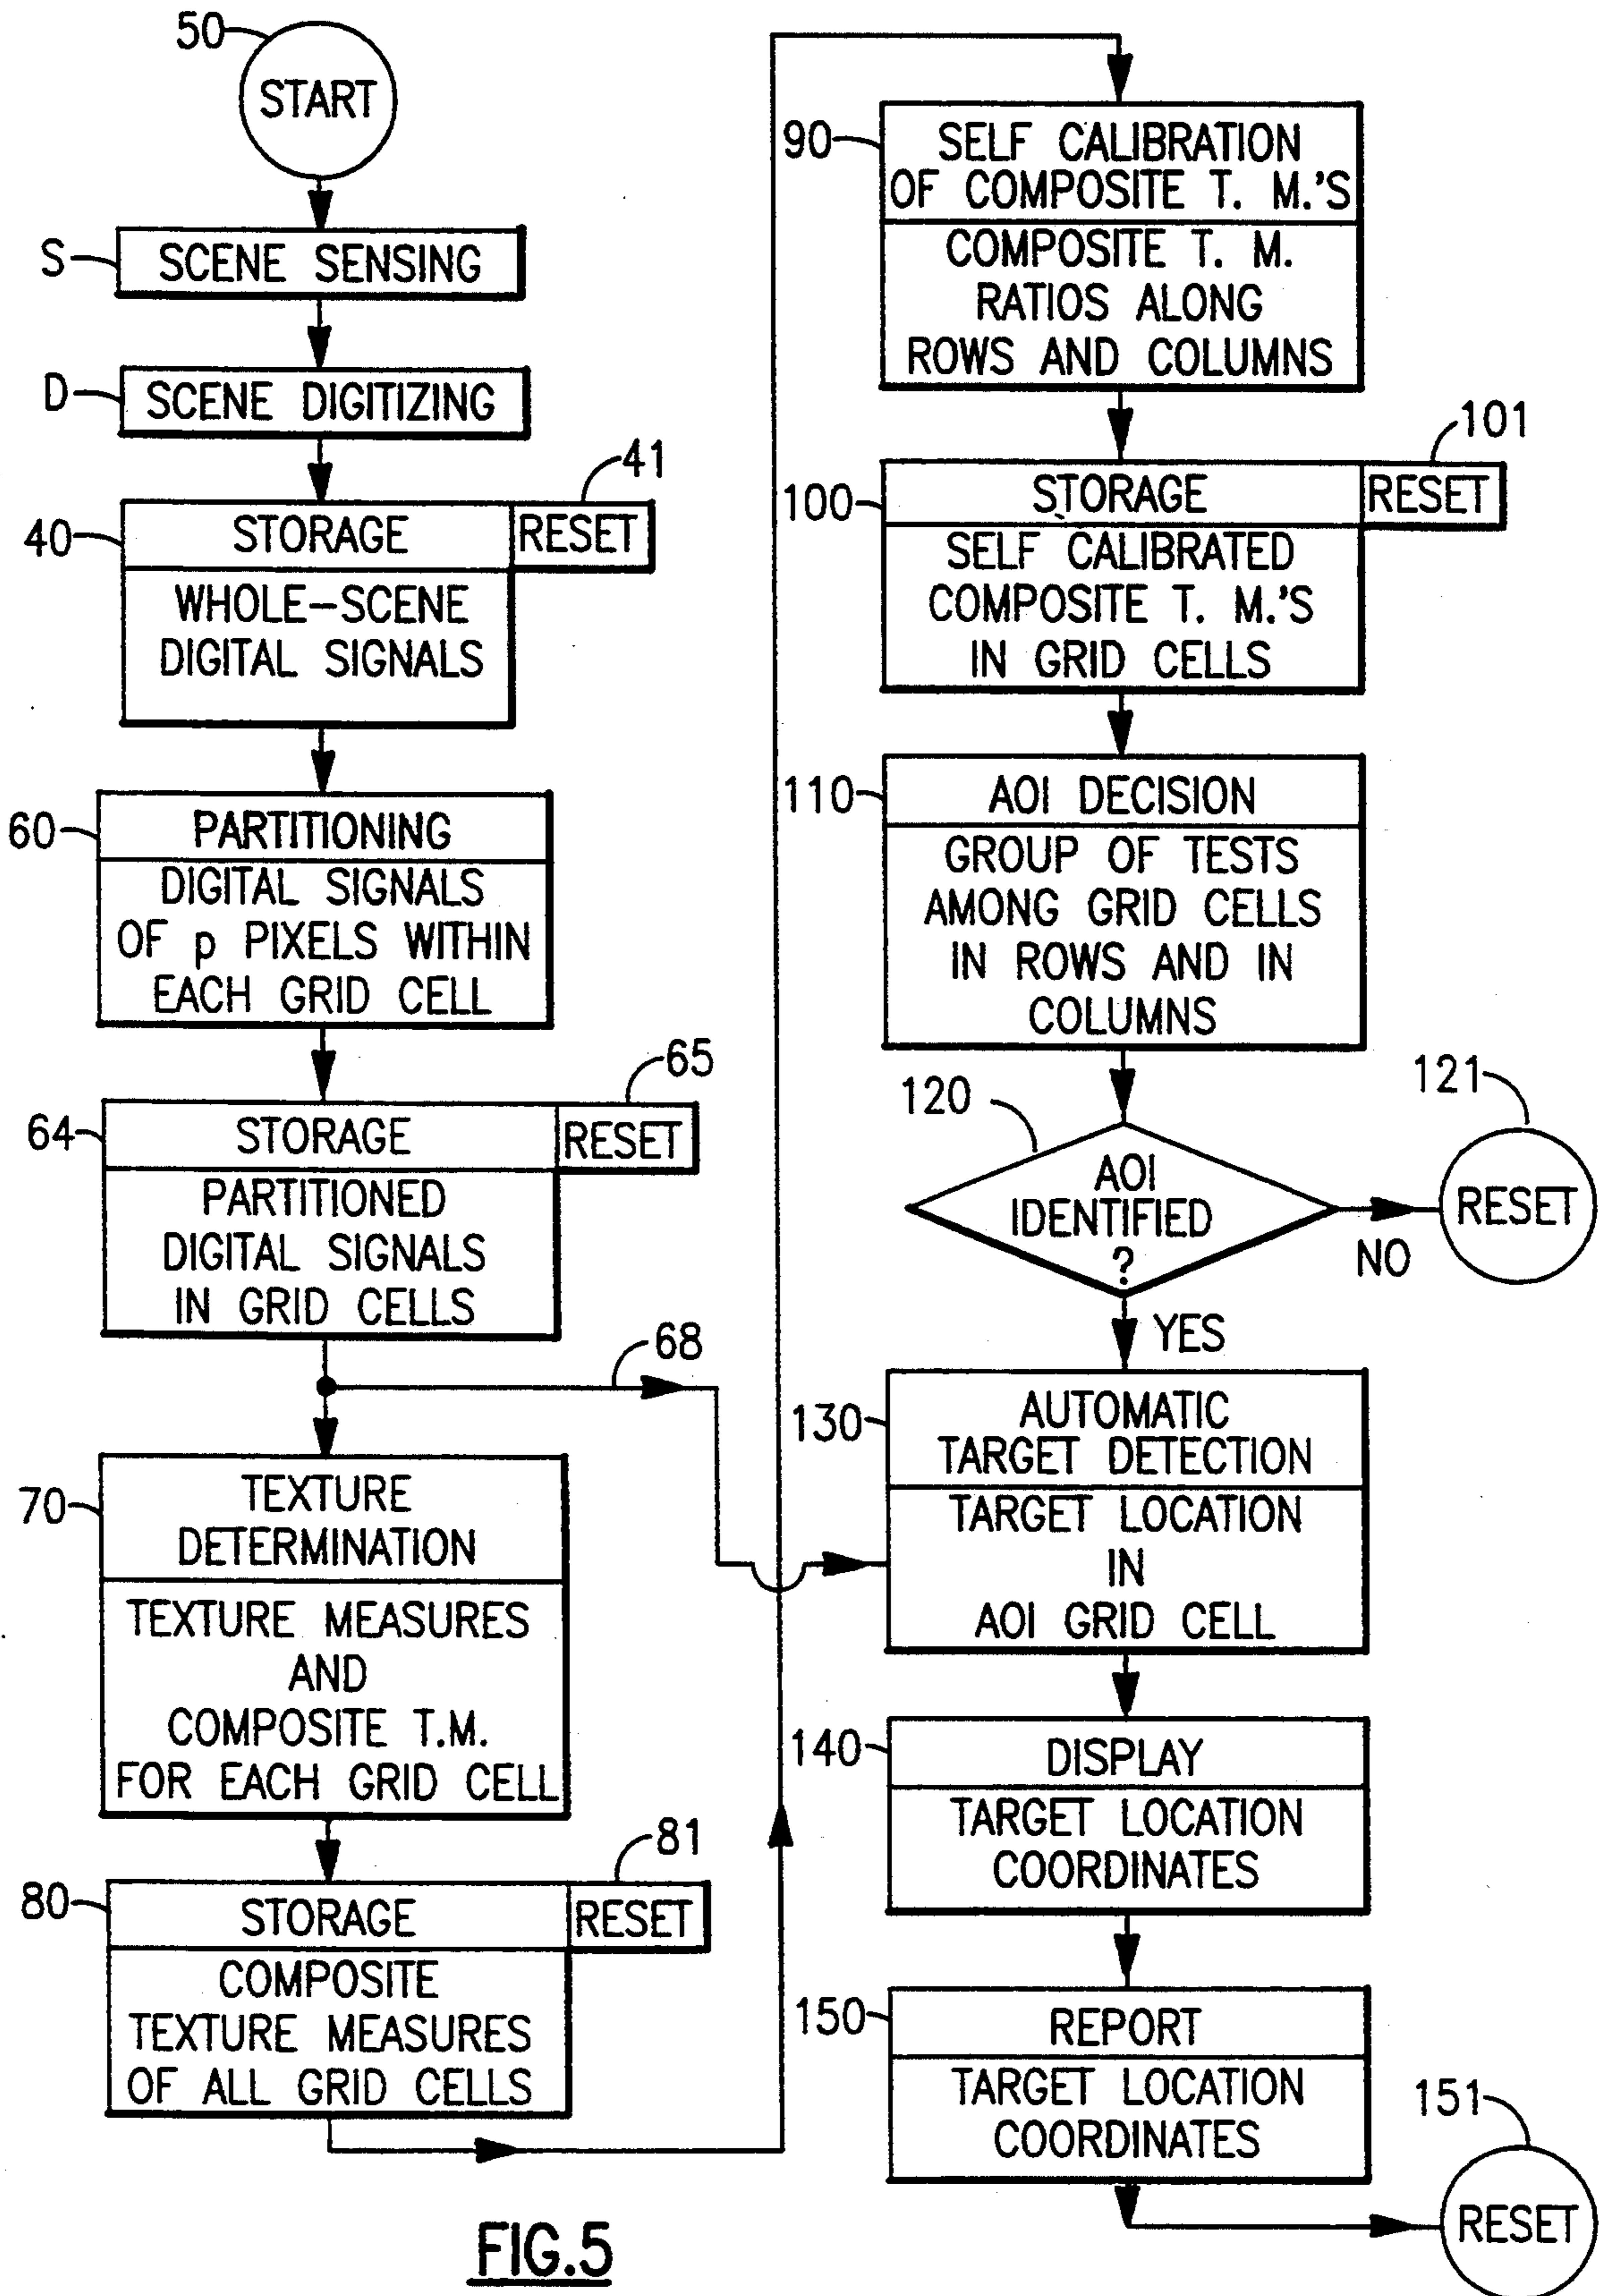 50
START
S
SCENE SENSING
D
SCENE DIGITIZING
41
40
STORAGE
RESET
WHOLE-SCENE
DIGITAL SIGNALS
60
PARTITIONING
DIGITAL SIGNALS
OF p PIXELS WITHIN
EACH GRID CELL
65
64
STORAGE
RESET
PARTITIONED
DIGITAL SIGNALS
IN GRID CELLS
68
70
TEXTURE
DETERMINATION
TEXTURE MEASURES
AND
COMPOSITE T.M.
FOR EACH GRID CELL
81
80
STORAGE
RESET
COMPOSITE
TEXTURE MEASURES
OF ALL GRID CELLS
90
SELF CALIBRATION
OF COMPOSITE T. M.'S
COMPOSITE T. M.
RATIOS ALONG
ROWS AND COLUMNS
101
100
STORAGE
RESET
SELF CALIBRATED
COMPOSITE T. M.'S
IN GRID CELLS
110
AOI DECISION
GROUP OF TESTS
AMONG GRID CELLS
IN ROWS AND IN
COLUMNS
120
121
AOI
IDENTIFIED
?
RESET
NO
YES
130
AUTOMATIC
TARGET DETECTION
TARGET LOCATION
IN
AOI GRID CELL
140
DISPLAY
TARGET LOCATION
COORDINATES
150
REPORT
TARGET LOCATION
COORDINATES
151
RESET
FIG.5